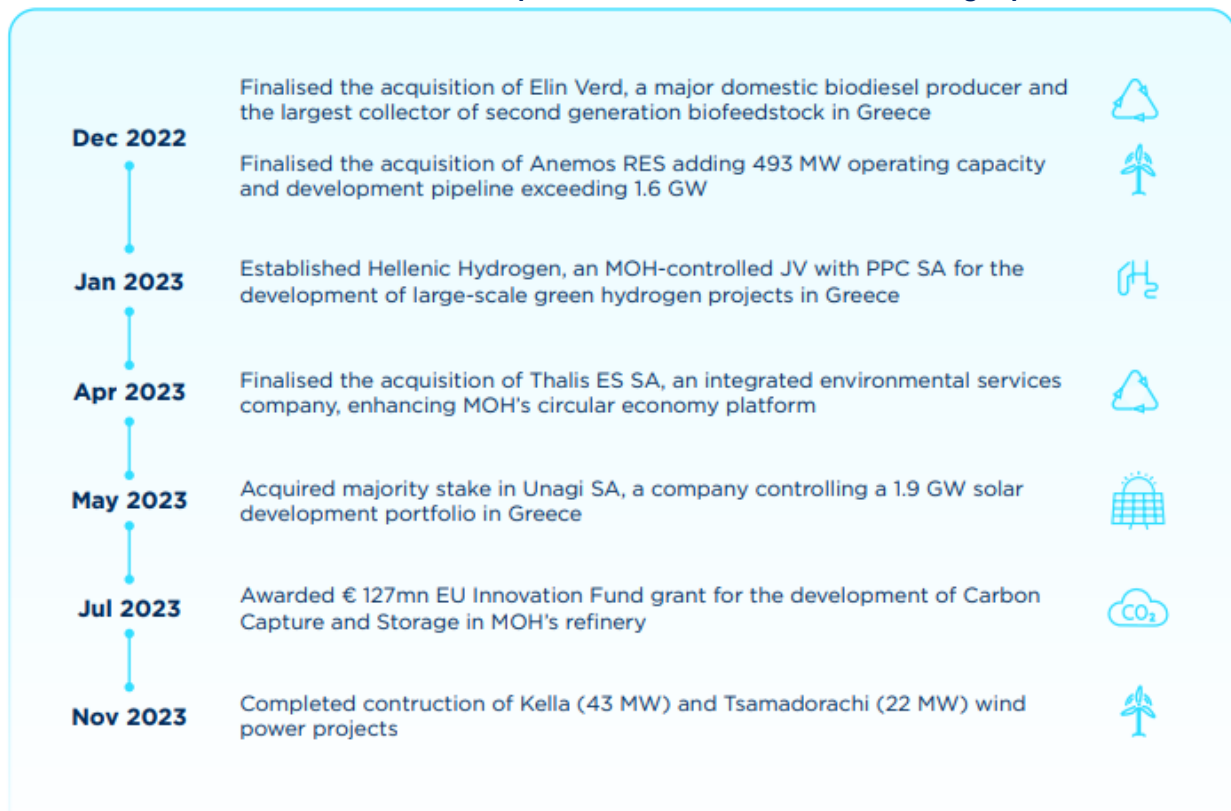 Dec 2022
Finalised the acquisition of Elin Verd, a major domestic biodiesel producer and
the largest collector of second generation biofeedstock in Greece
Finalised the acquisition of Anemos RES adding 493 MW operating capacity
and development pipeline exceeding 1.6 GW
Jan 2023
Established Hellenic Hydrogen, an MOH-controlled JV with PPC SA for the
development of large-scale green hydrogen projects in Greece
H2
Apr 2023
Finalised the acquisition of Thalis ES SA, an integrated environmental services
company, enhancing MOH's circular economy platform
May 2023
Acquired majority stake in Unagi SA, a company controlling a 1.9 GW solar
development portfolio in Greece
Jul 2023
Awarded € 127mn EU Innovation Fund grant for the development of Carbon
Capture and Storage in MOH's refinery
CO₂
Nov 2023
Completed contruction of Kella (43 MW) and Tsamadorachi (22 MW) wind
power projects